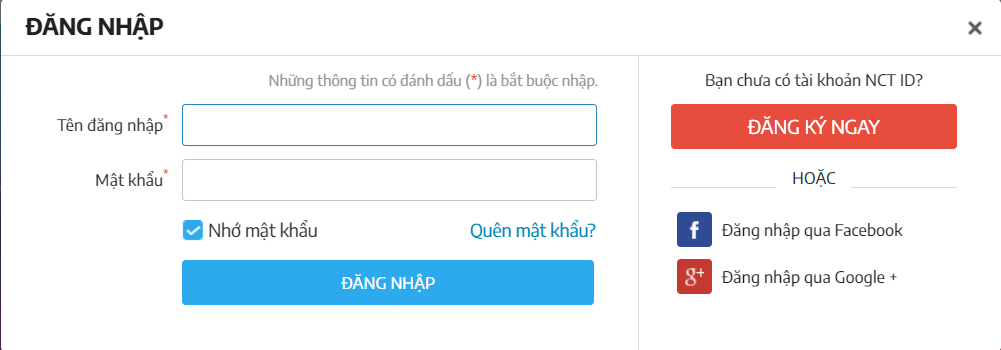 ĐĂNG NHẬP
Những thông tin có đánh dấu (*) là bắt buộc nhập.
Tên đăng nhập*
Mật khẩu*
Nhớ mật khẩu
Quên mật khẩu?
ĐĂNG NHẬP
Bạn chưa có tài khoản NCT ID?
ĐĂNG KÝ NGAY
HOẶC
f Đăng nhập qua Facebook
g+ Đăng nhập qua Google +